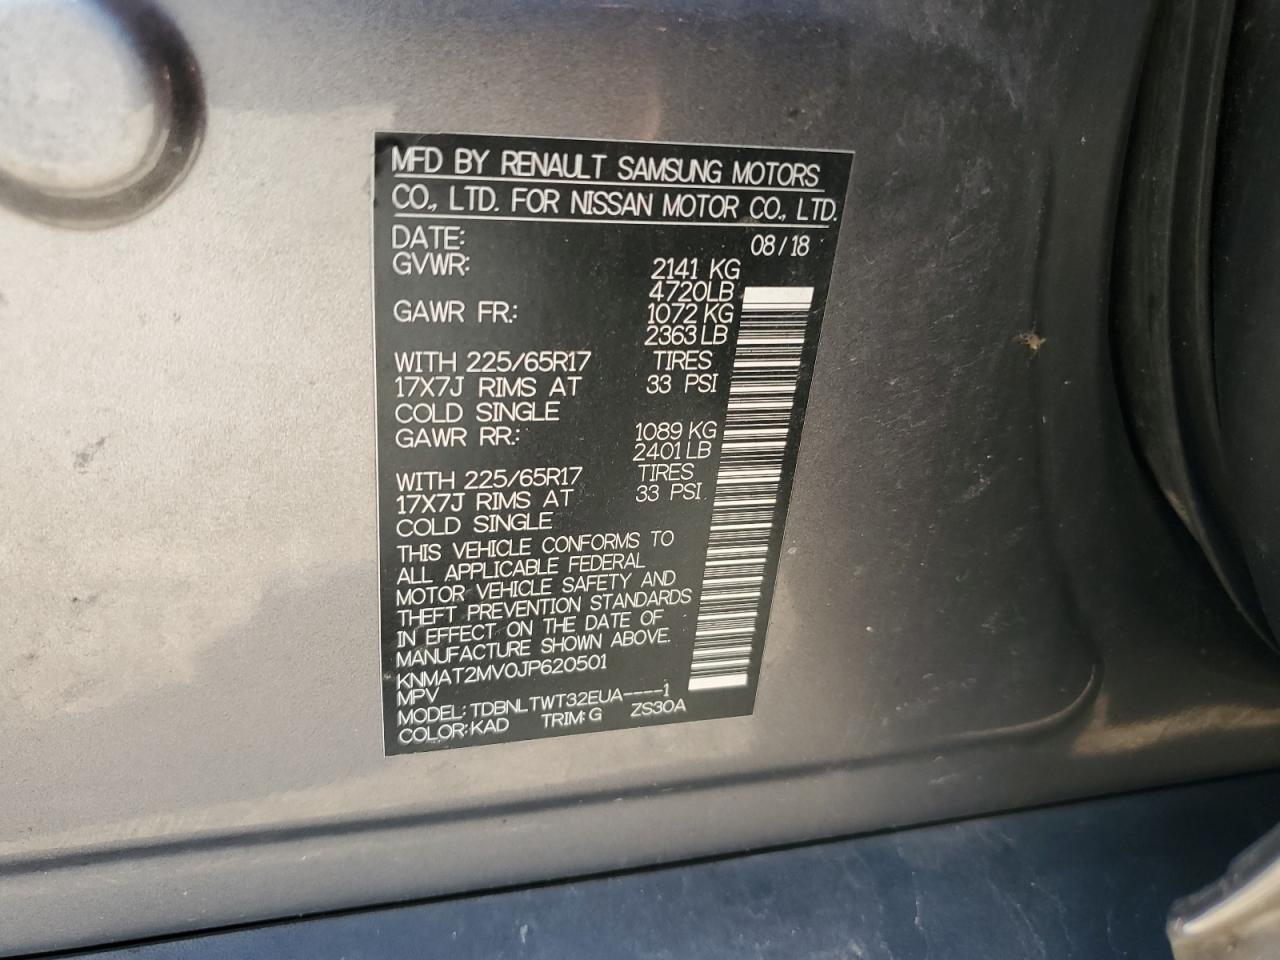 MFD BY RENAULT SAMSUNG MOTORS
CO., LTD. FOR NISSAN MOTOR CO., LTD.
DATE: 08/18
GVWR: 2141 KG
4720LB
GAWR FR.: 1072 KG
2363 LB
WITH 225/65R17 TIRES
17X7J RIMS AT 33 PSI
COLD SINGLE
GAWR RR.: 1089 KG
2401 LB
WITH 225/65R17 TIRES
17X7J RIMS AT 33 PSI.
COLD SINGLE
THIS VEHICLE CONFORMS TO
ALL APPLICABLE FEDERAL
MOTOR VEHICLE SAFETY AND
THEFT PREVENTION STANDARDS
IN EFFECT ON THE DATE OF
MANUFACTURE SHOWN ABOVE.
KNMAT2MV0JP620501
MPV
MODEL: TDBNLTWT32EUA----1
COLOR: KAD TRIM: G ZS30A